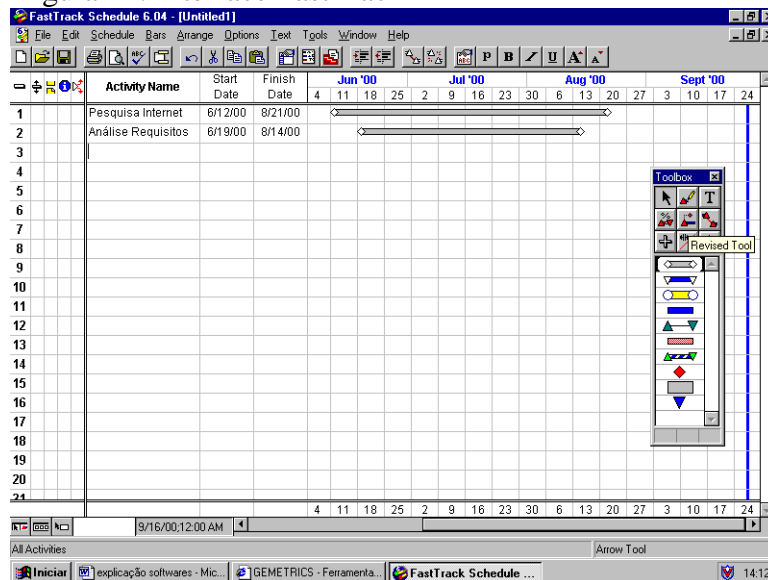 FastTrack Schedule 6.04 - [Untitled1]
File Edit Schedule Bars Arrange Options Text Tools Window Help
P B I U A A
Activity Name Start Date Finish Date Jun '00 Jul '00 Aug '00 Sept '00
4 11 18 25 2 9 16 23 30 6 13 20 27 3 10 17 24
1 Pesquisa Internet 6/12/00 8/21/00
2 Análise Requisitos 6/19/00 8/14/00
3
4
5
6
7
8
9
10
11
12
13
14
15
16
17
18
19
20
21
Toolbox
T
Revised Tool
4 11 18 25 2 9 16 23 30 6 13 20 27 3 10 17 24
9/16/00;12:00 AM
All Activities Arrow Tool
Iniciar explicação softwares - Mic... GEMETRICS - Ferramenta... FastTrack Schedule ... 14:12